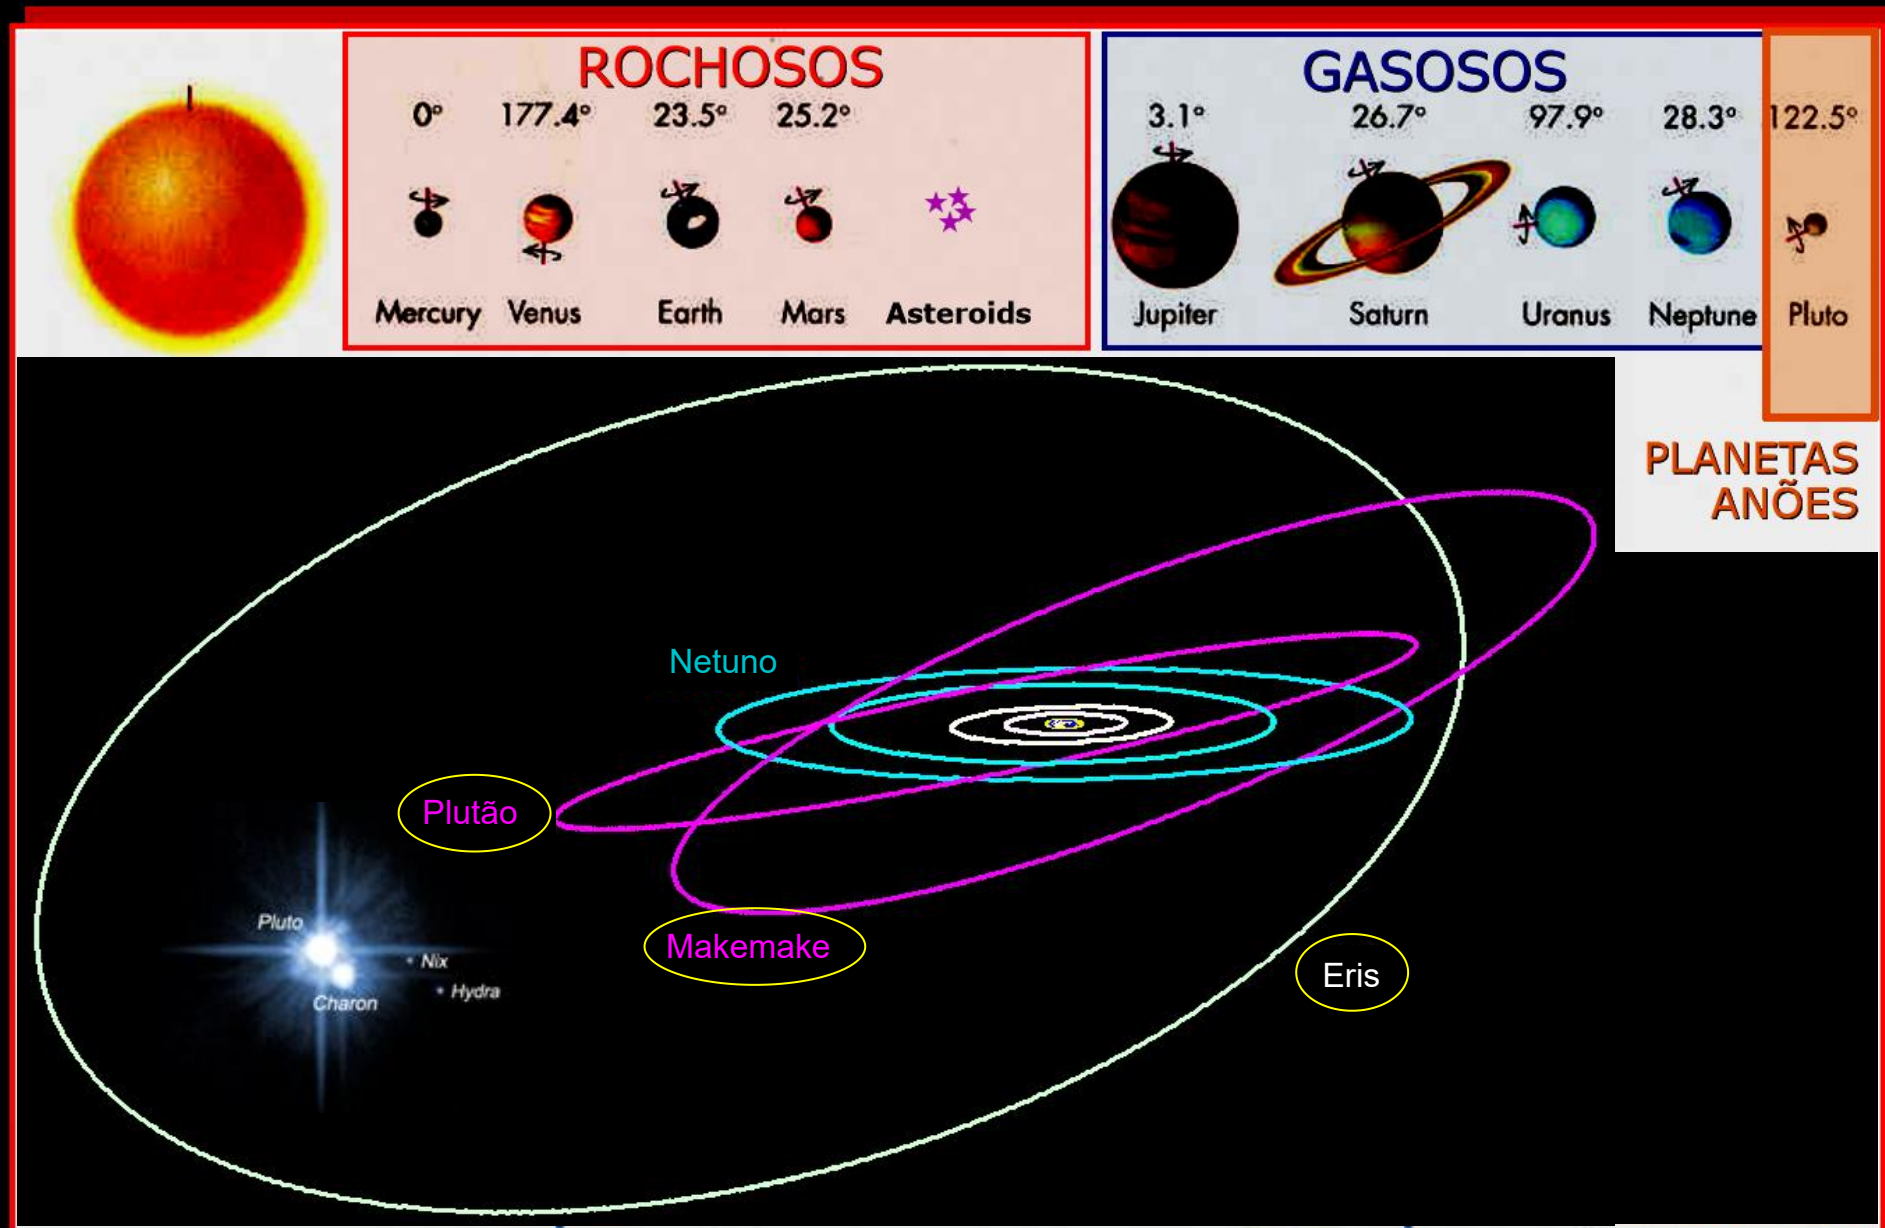 ROCHOSOS
GASOSOS
0° 177.4° 23.5° 25.2° 3.1° 26.7° 97.9° 28.3° 122.5°
Mercury Venus Earth Mars Asteroids Jupiter Saturn Uranus Neptune Pluto
PLANETAS
ANÕES
Netuno
Plutão
Pluto
Makemake
Nix
Eris
Hydra
Charon